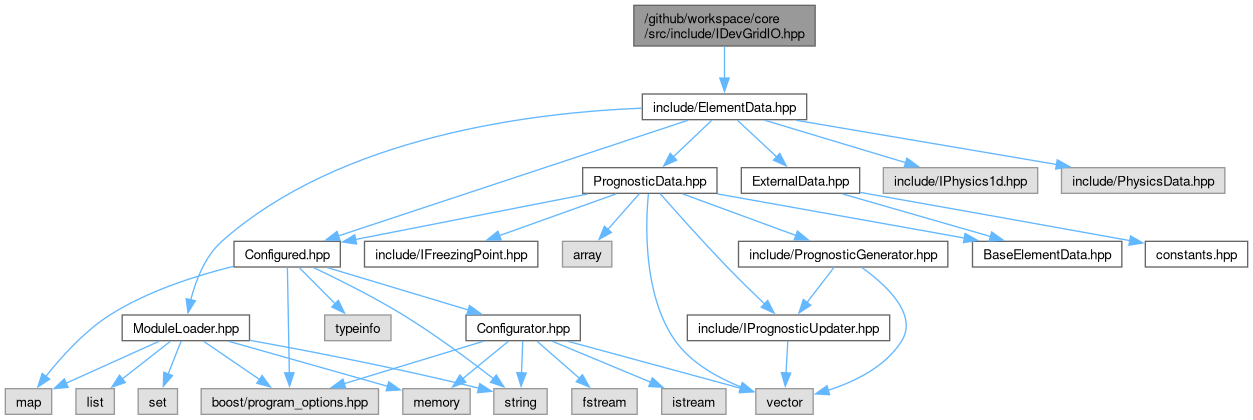 /github/workspace/core
/src/include/IDevGridIO.hpp
include/ElementData.hpp
PrognosticData.hpp
ExternalData.hpp
include/IPhysics1d.hpp
include/PhysicsData.hpp
Configured.hpp
include/IFreezingPoint.hpp
array
include/PrognosticGenerator.hpp
BaseElementData.hpp
constants.hpp
ModuleLoader.hpp
typeinfo
Configurator.hpp
include/IPrognosticUpdater.hpp
map
list
set
boost/program_options.hpp
memory
string
fstream
istream
vector